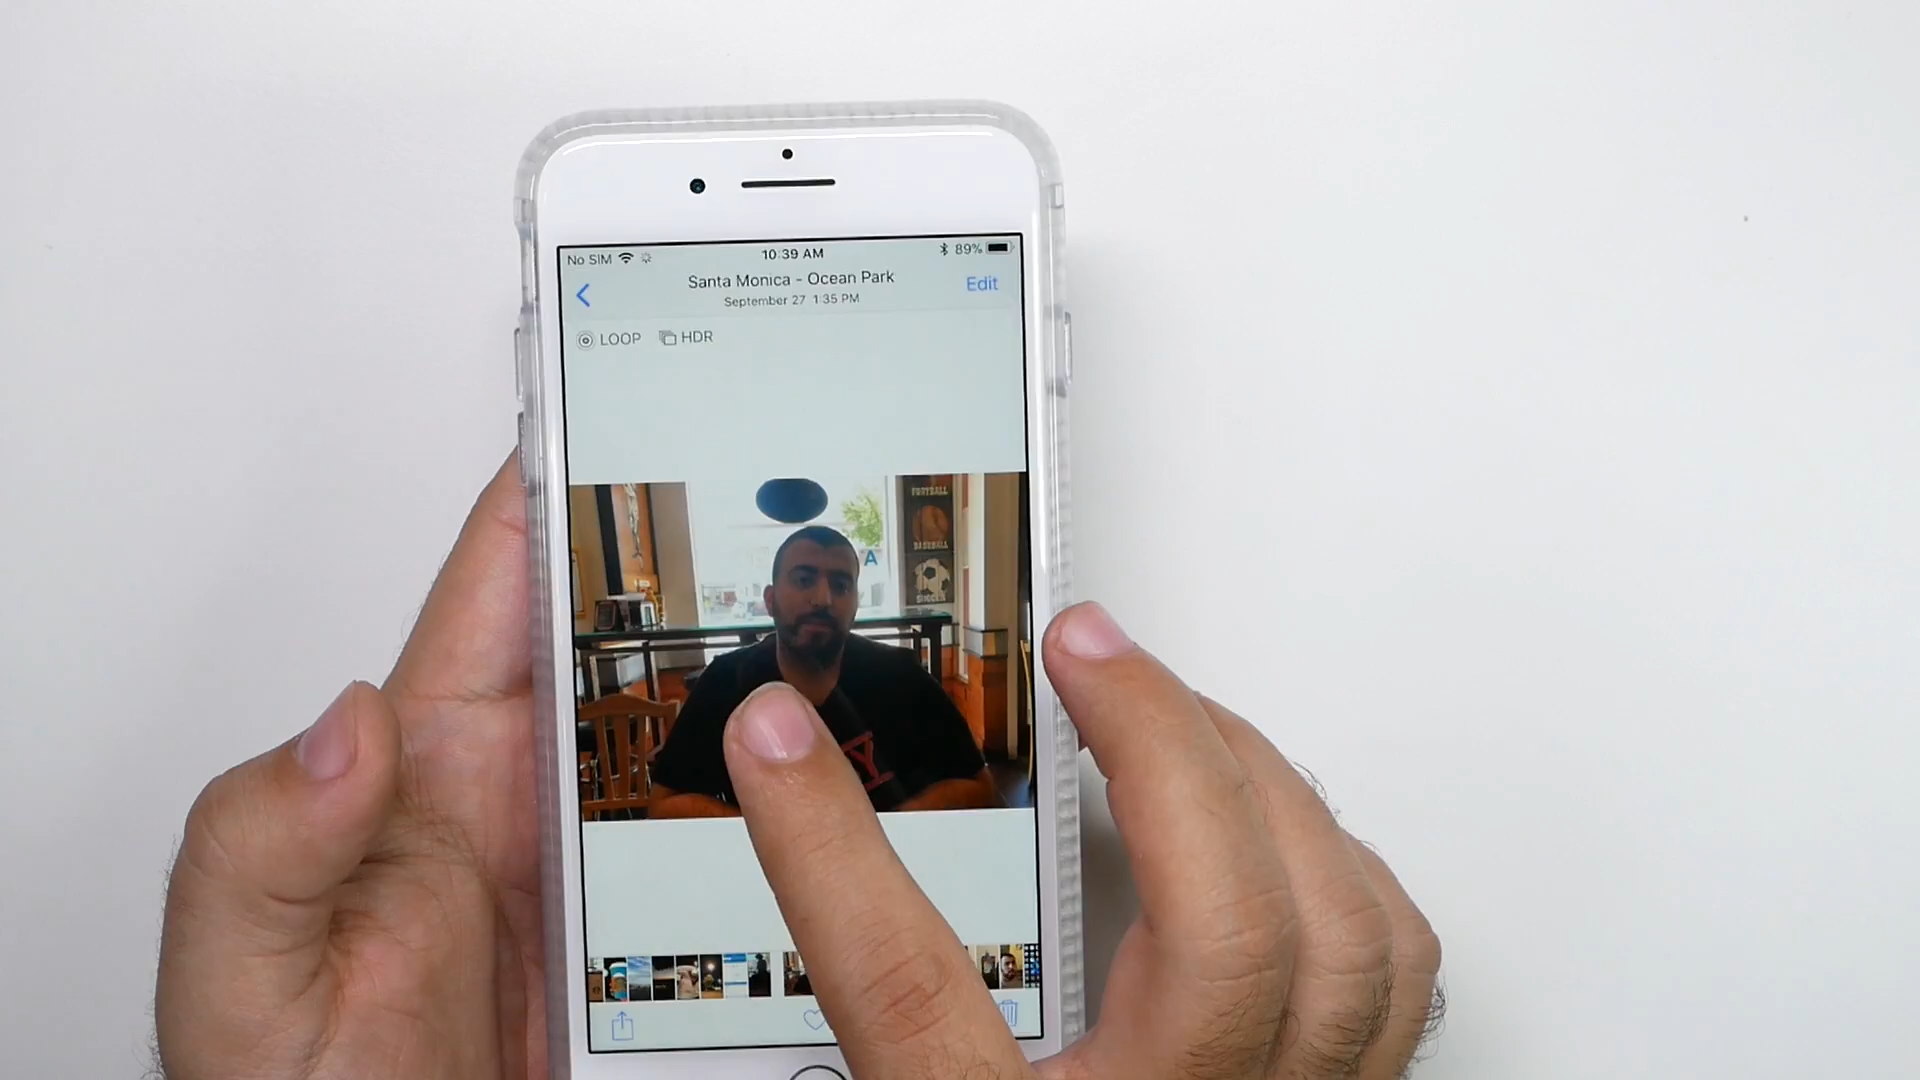 No SIM 10:39 AM 89%
Santa Monica - Ocean Park
Edit
September 27 1:35 PM
LOOP HDR
FOOTBALL
BASEBALL
A
SOCCER
Y